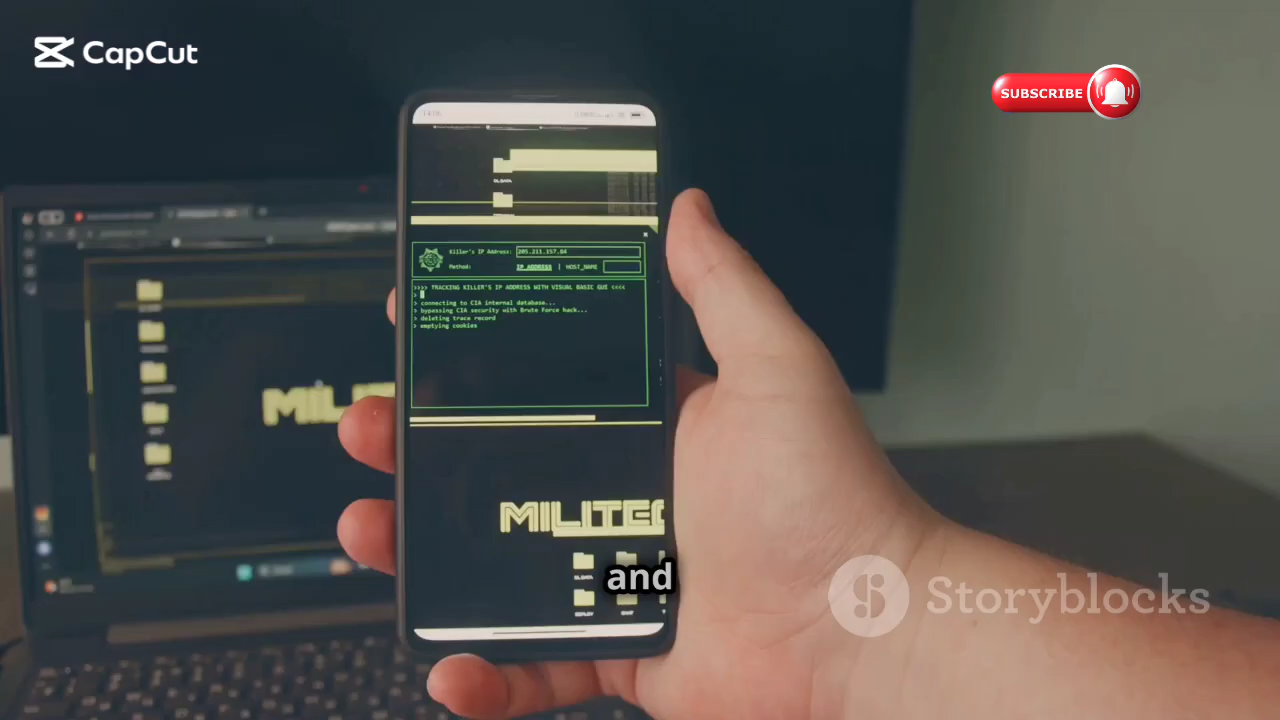 CapCut
SUBSCRIBE
Killer's IP Address: 205.211.157.84
Method: IP_ADDRESS | HOST_NAME
>>>> TRACKING KILLER'S IP ADDRESS WITH VISUAL BASIC GUI <<<<
>
> connecting to CIA internal database...
> bypassing CIA security with Brute Force hack...
> deleting trace record
> emptying cookies
MILITE
MILITEC
and
Storyblocks